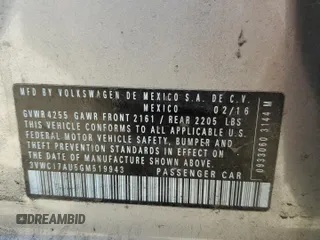 MFD BY VOLKSWAGEN DE MEXICO S.A. DE C.V.
MEXICO 02/16
GVWR 4255 GAWR FRONT 2161 / REAR 2205 LBS
THIS VEHICLE CONFORMS TO ALL APPLICABLE U.S.
FEDERAL MOTOR VEHICLE SAFETY, BUMPER AND
THEFT PREVENTION STANDARDS IN EFFECT ON THE
DATE OF MANUFACTURE SHOWN ABOVE.
3VWC17AU5GM519943 PASSENGER CAR
0033060 3144 M